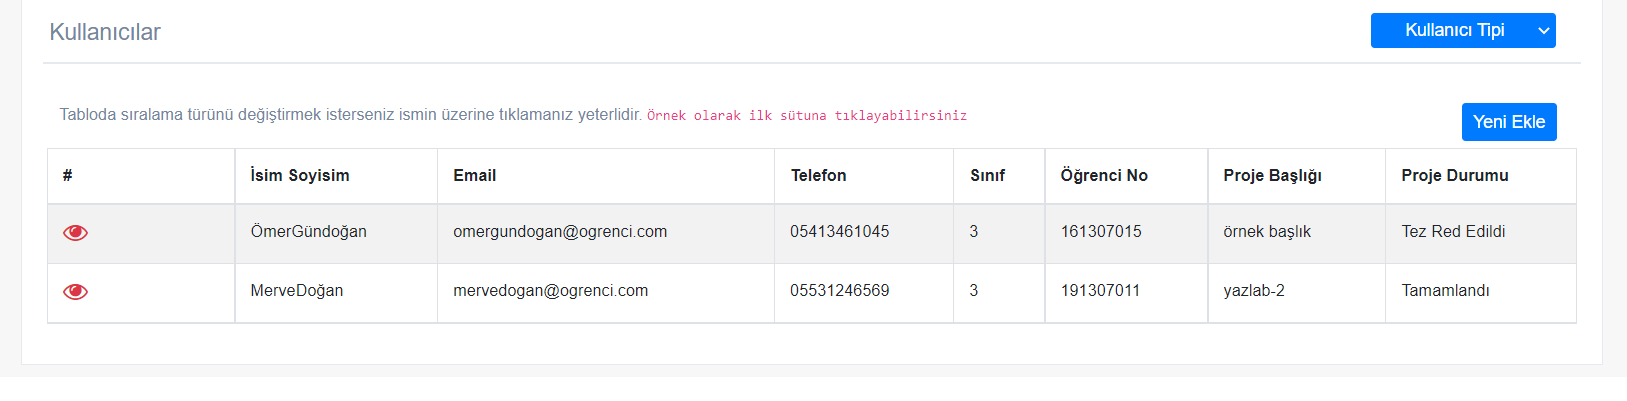 Kullanıcılar
Kullanıcı Tipi
Tabloda sıralama türünü değiştirmek isterseniz ismin üzerine tıklamanız yeterlidir. Örnek olarak ilk sütuna tıklayabilirsiniz
Yeni Ekle
# İsim Soyisim Email Telefon Sınıf Öğrenci No Proje Başlığı Proje Durumu
ÖmerGündoğan omergundogan@ogrenci.com 05413461045 3 161307015 örnek başlık Tez Red Edildi
MerveDoğan mervedogan@ogrenci.com 05531246569 3 191307011 yazlab-2 Tamamlandı